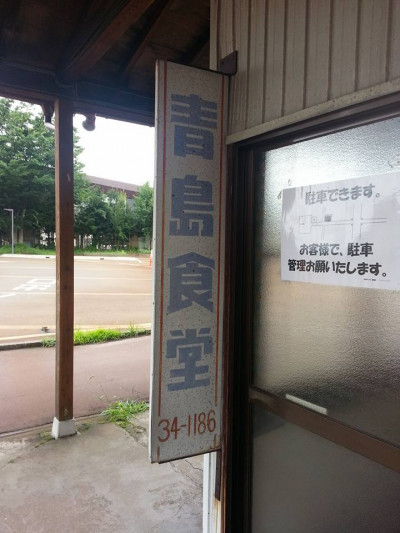 青島食堂
34-1186
駐車できます。
お客様で、駐車
管理お願いたします。